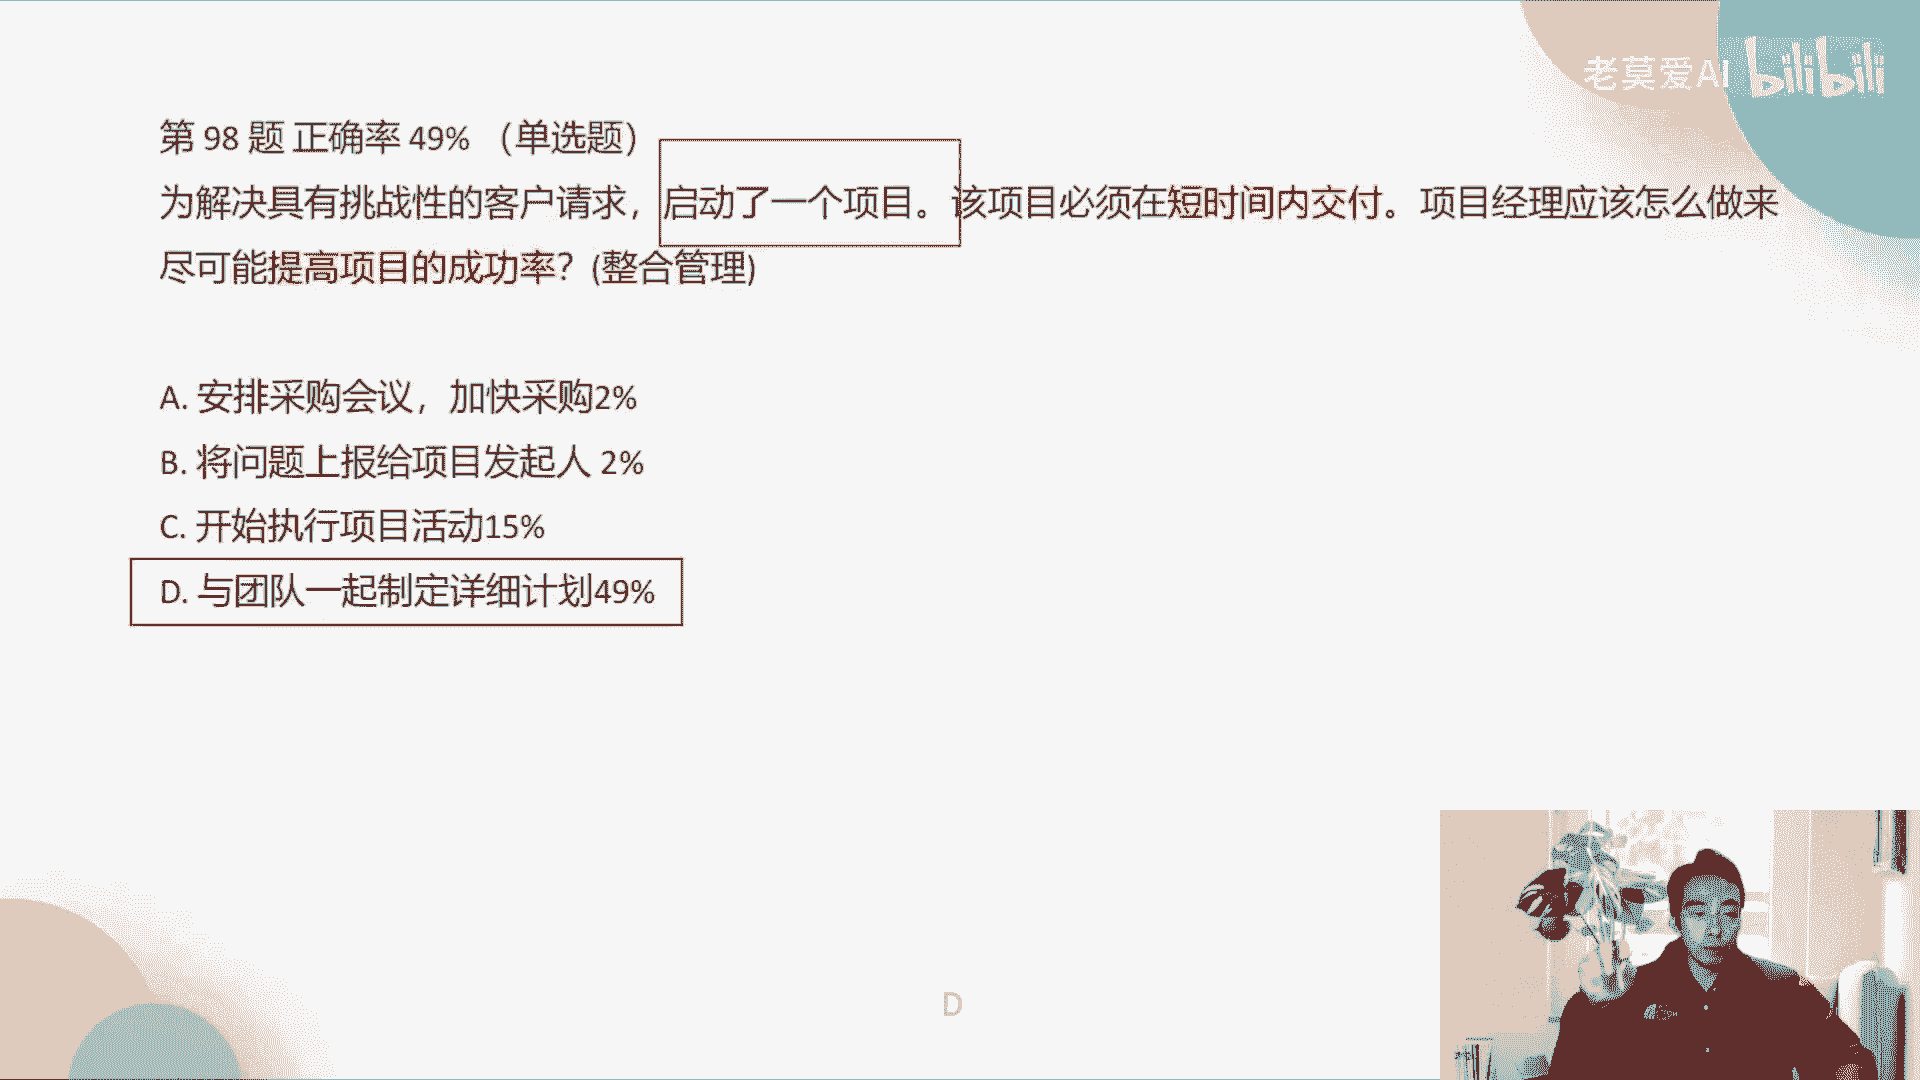 老莫爱AI bilibili
第 98 题 正确率 49% （单选题）
为解决具有挑战性的客户请求，启动了一个项目。该项目必须在短时间内交付。项目经理应该怎么做来
尽可能提高项目的成功率？(整合管理)
A. 安排采购会议，加快采购2%
B. 将问题上报给项目发起人 2%
C. 开始执行项目活动15%
D. 与团队一起制定详细计划49%
D